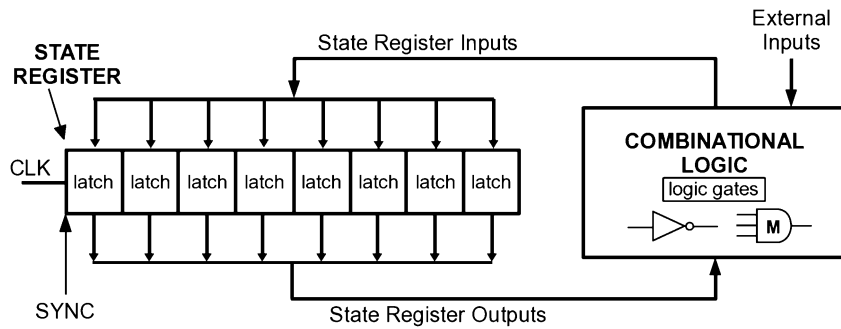 External
Inputs
State Register Inputs
STATE
REGISTER
COMBINATIONAL
LOGIC
logic gates
M
CLK
latch latch latch latch latch latch latch latch
SYNC
State Register Outputs